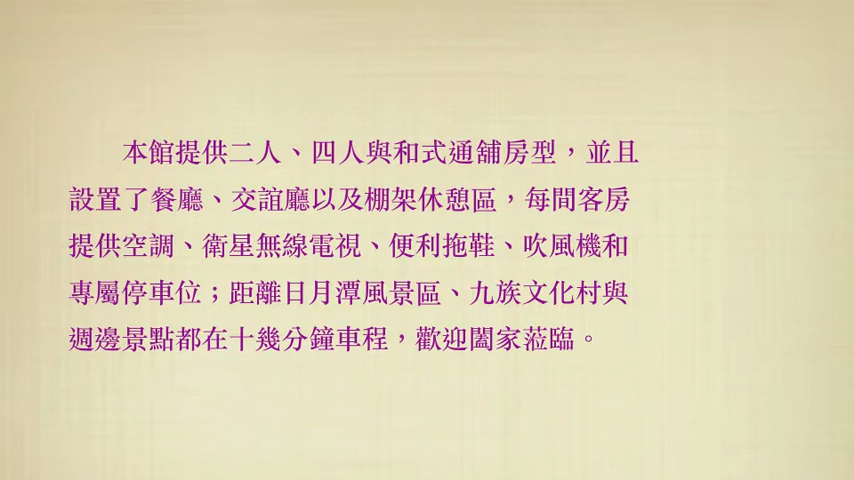 本館提供二人、四人與和式通舖房型，並且
設置了餐廳、交誼廳以及棚架休憩區，每間客房
提供空調、衛星無線電視、便利拖鞋、吹風機和
專屬停車位；距離日月潭風景區、九族文化村與
週邊景點都在十幾分鐘車程，歡迎闔家蒞臨。